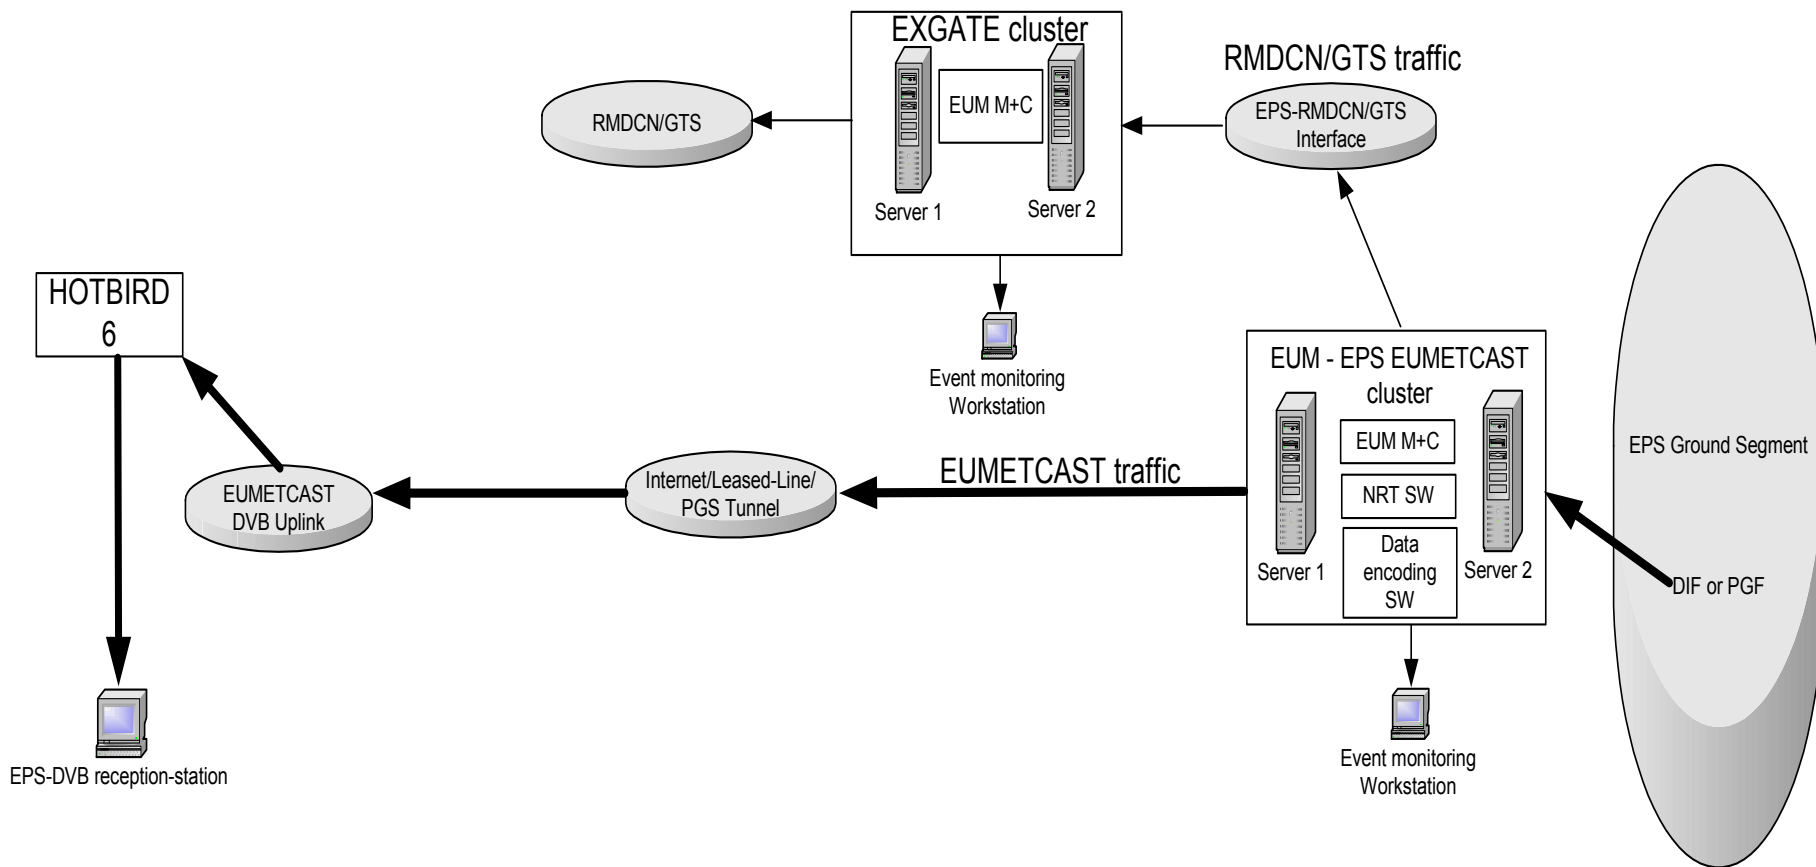 EXGATE cluster
EUM M+C
Server 1
Server 2
RMDCN/GTS traffic
EPS-RMDCN/GTS
Interface
RMDCN/GTS
Event monitoring
Workstation
HOTBIRD
6
EUM - EPS EUMETCAST
cluster
EUM M+C
NRT SW
Data
encoding
SW
Server 1
Server 2
EPS Ground Segment
DIF or PGF
EUMETCAST traffic
Internet/Leased-Line/
PGS Tunnel
EUMETCAST
DVB Uplink
Event monitoring
Workstation
EPS-DVB reception-station